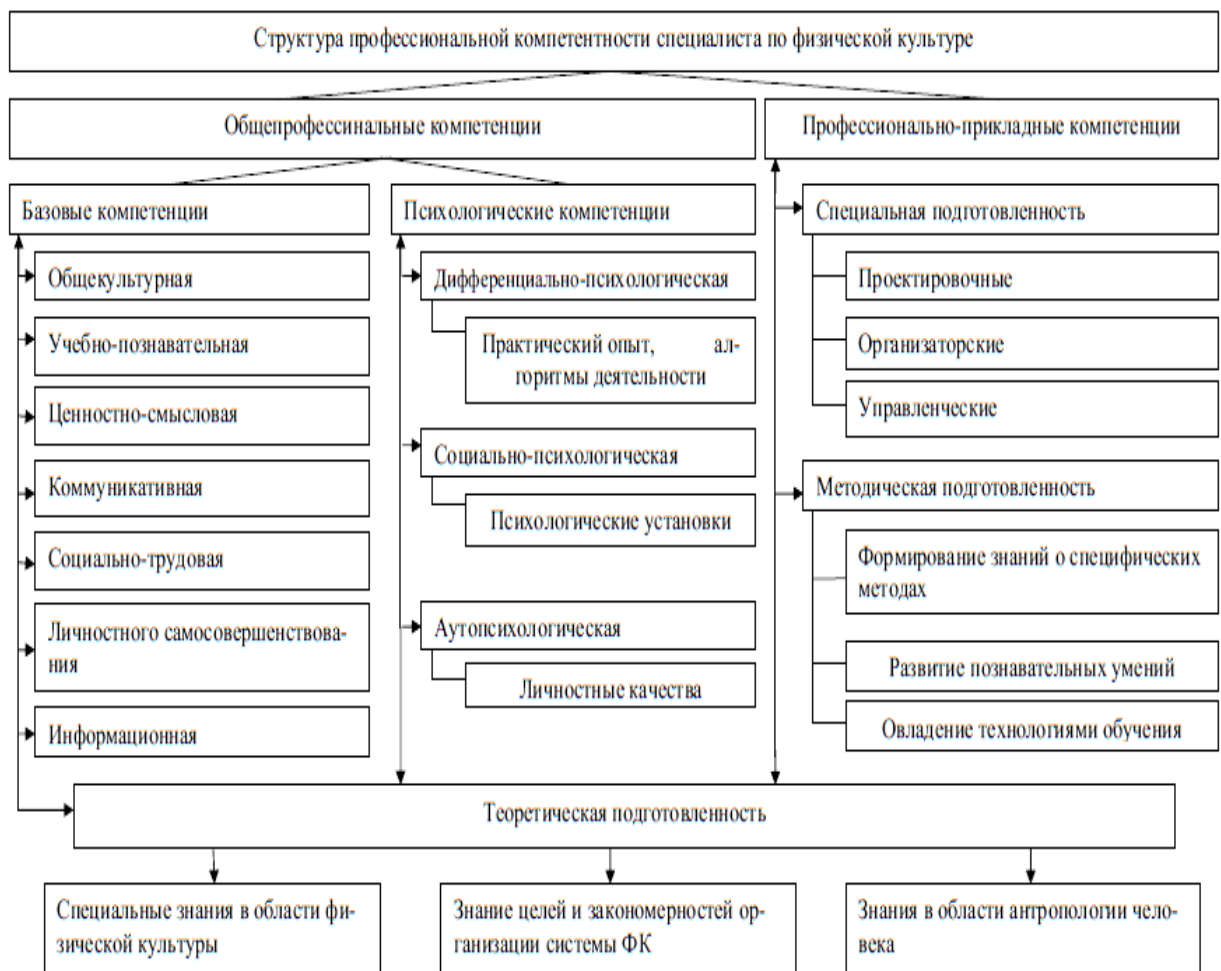 Структура профессиональной компетентности специалиста по физической культуре
Общепрофессинальные компетенции
Профессионально-прикладные компетенции
Базовые компетенции
Общекультурная
Учебно-познавательная
Ценностно-смысловая
Коммуникативная
Социально-трудовая
Личностного самосовершенствова-
ния
Информационная
Психологические компетенции
Дифференциально-психологическая
Практический опыт, ал-
горитмы деятельности
Социально-психологическая
Психологические установки
Аутопсихологическая
Личностные качества
Специальная подготовленность
Проектировочные
Организаторские
Управленческие
Методическая подготовленность
Формирование знаний о специфических
методах
Развитие познавательных умений
Овладение технологиями обучения
Теоретическая подготовленность
Специальные знания в области фи-
зической культуры
Знание целей и закономерностей ор-
ганизации системы ФК
Знания в области антропологии чело-
века